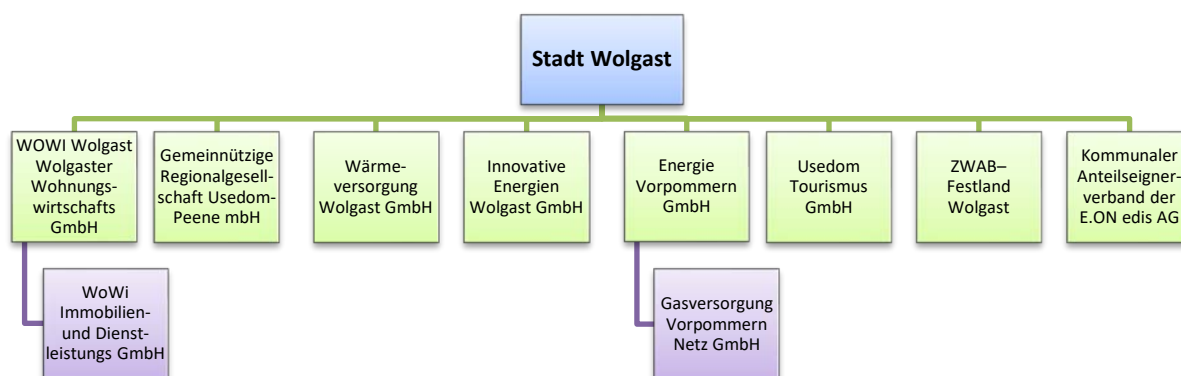 Stadt Wolgast
WOWI Wolgast
Wolgaster
Wohnungs-
wirtschafts
GmbH
Gemeinnützige
Regionalgesell-
schaft Usedom-
Peene mbH
Wärme-
versorgung
Wolgast GmbH
Innovative
Energien
Wolgast GmbH
Energie
Vorpommern
GmbH
Usedom
Tourismus
GmbH
ZWAB–
Festland
Wolgast
Kommunaler
Anteilseigner-
verband der
E.ON edis AG
WoWi
Immobilien-
und Dienst-
leistungs GmbH
Gasversorgung
Vorpommern
Netz GmbH